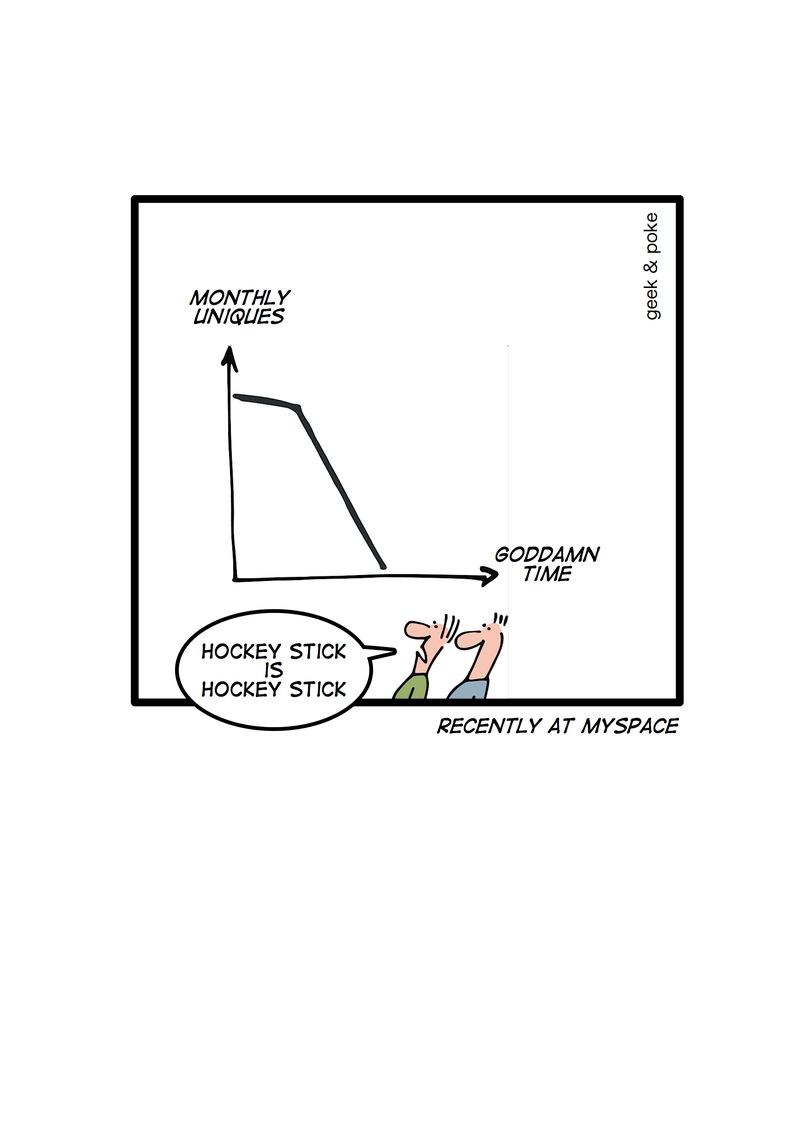 geek & poke
MONTHLY
UNIQUES
GODDAMN
TIME
HOCKEY STICK
IS
HOCKEY STICK
RECENTLY AT MYSPACE